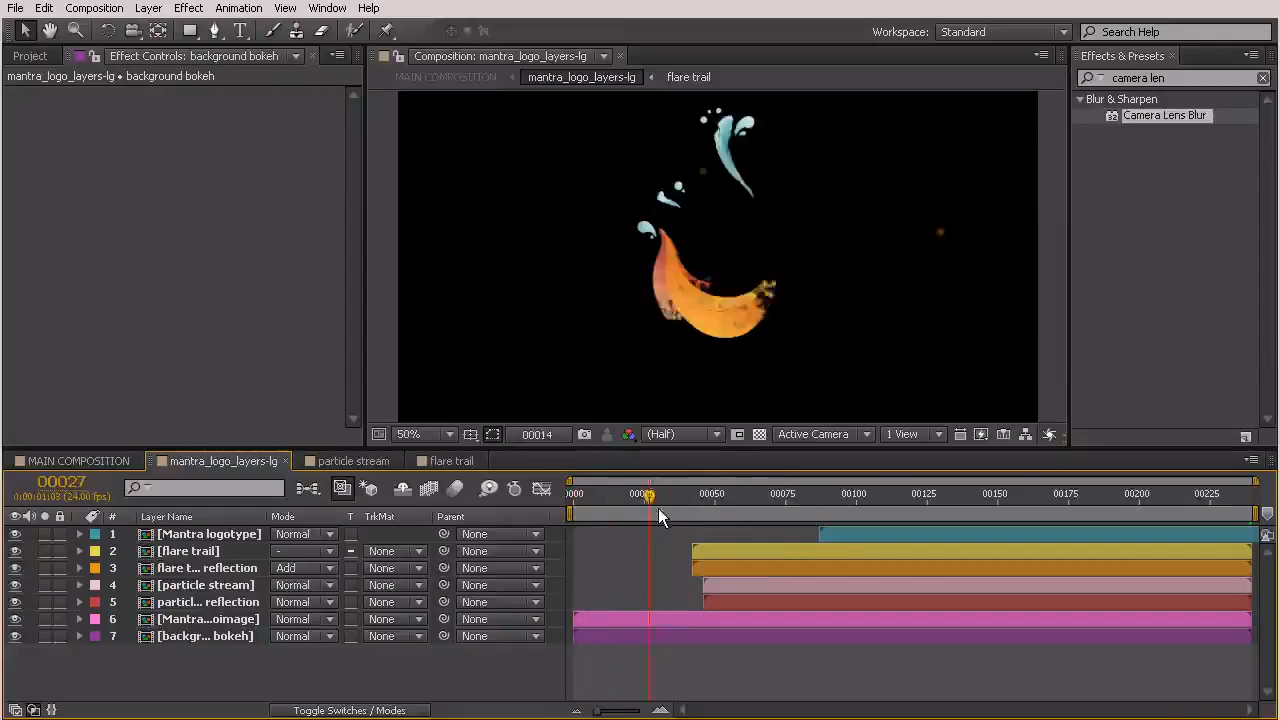 File Edit Composition Layer Effect Animation View Window Help
Workspace: Standard Search Help
Project Effect Controls: background bokeh Composition: mantra_logo_layers-lg Effects & Presets
mantra_logo_layers-lg • background bokeh MAIN COMPOSITION mantra_logo_layers-lg flare trail camera len
Blur & Sharpen
Camera Lens Blur
50% 00014 (Half) Active Camera 1 View
MAIN COMPOSITION mantra_logo_layers-lg particle stream flare trail
00027
0:00:01:03 (24.00 fps)
0000 00050 00075 00100 00125 00150 00175 00200 00225
# Layer Name Mode T TrkMat Parent
1 [Mantra logotype] Normal None
2 [flare trail] - None None
3 flare t... reflection Add None None
4 [particle stream] Normal None None
5 particl... reflection Normal None None
6 [Mantra...oimage] Normal None None
7 [backgr... bokeh] Normal None None
Toggle Switches / Modes